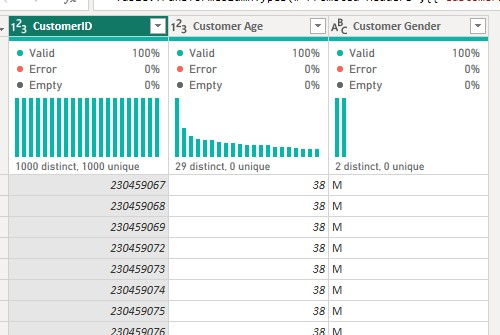 1²3 CustomerID 1²3 Customer Age ABC Customer Gender
Valid 100% Valid 100% Valid 100%
Error 0% Error 0% Error 0%
Empty 0% Empty 0% Empty 0%
1000 distinct, 1000 unique 29 distinct, 0 unique 2 distinct, 0 unique
230459067 38 M
230459068 38 M
230459069 38 M
230459072 38 M
230459073 38 M
230459074 38 M
230459075 38 M
230459076 38 M